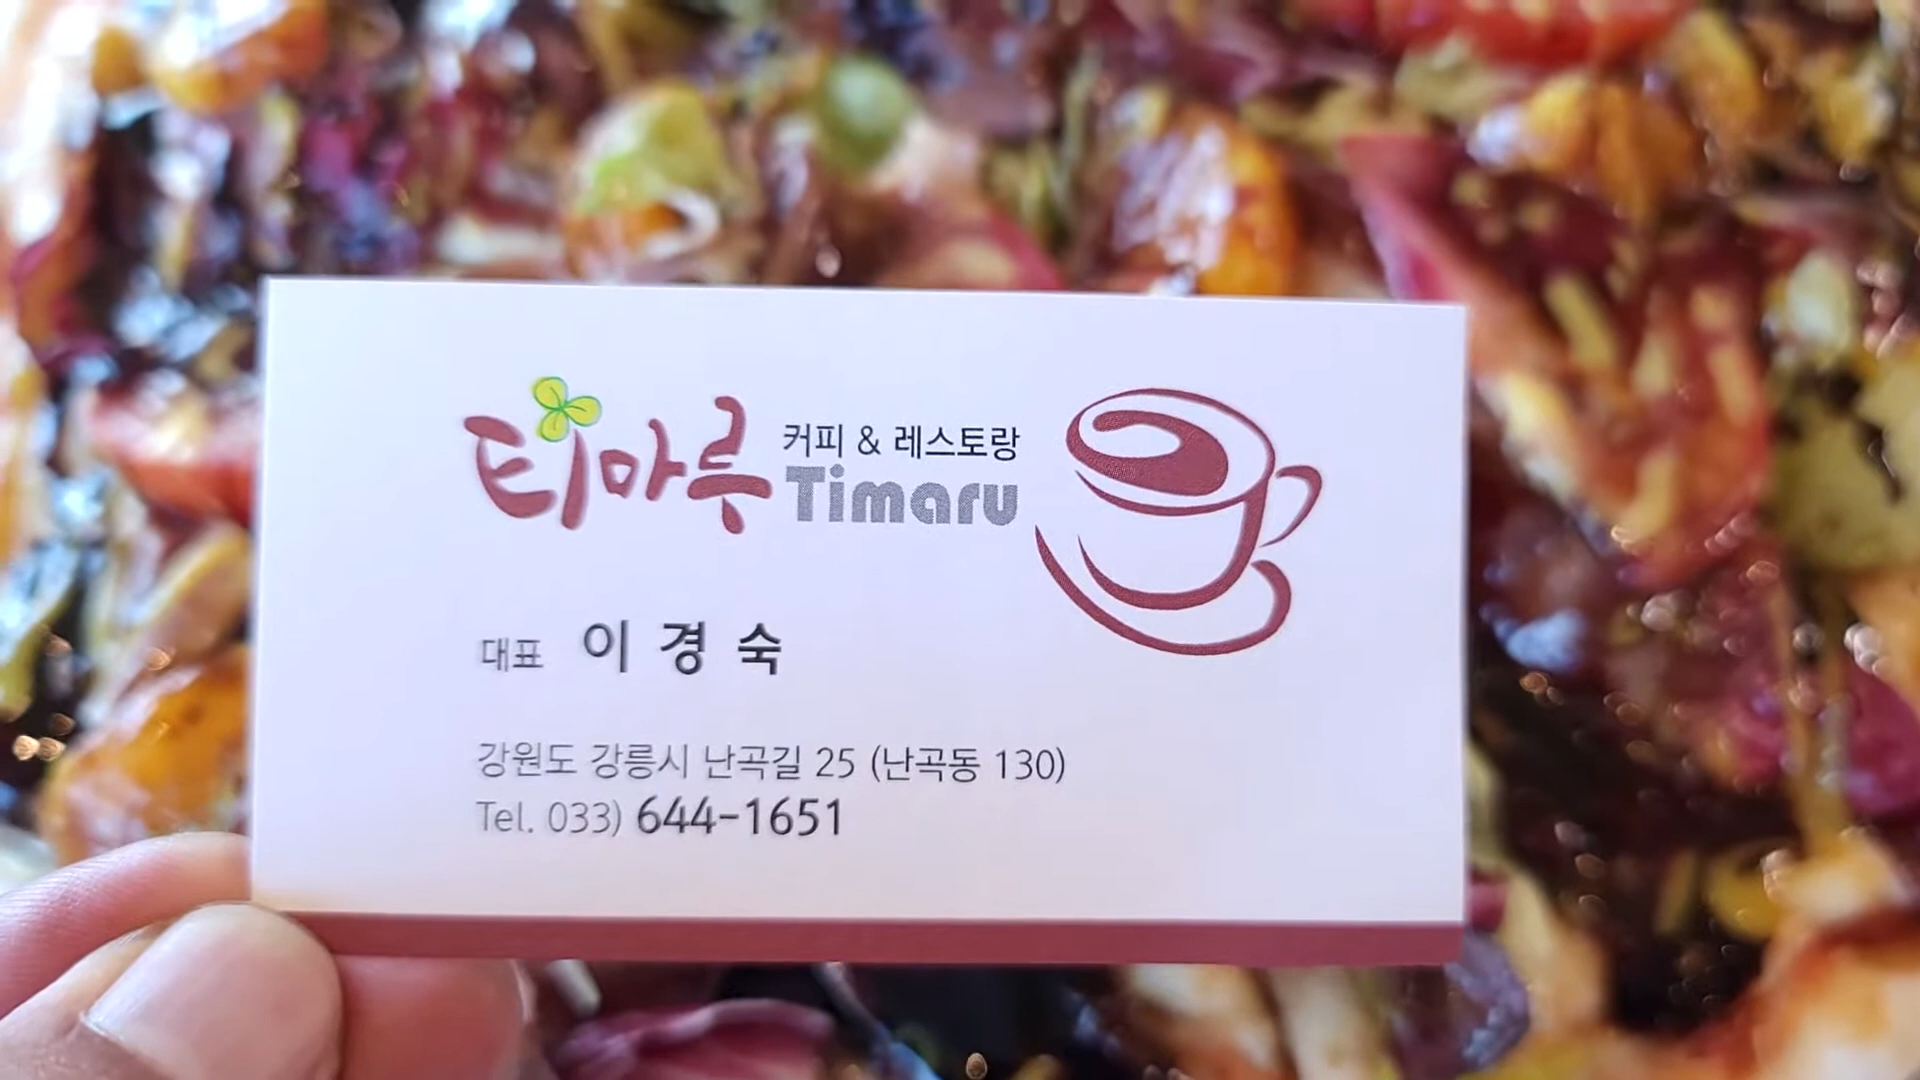 티마루 커피 & 레스토랑
Timaru
대표 이경숙
강원도 강릉시 난곡길 25 (난곡동 130)
Tel. 033) 644-1651